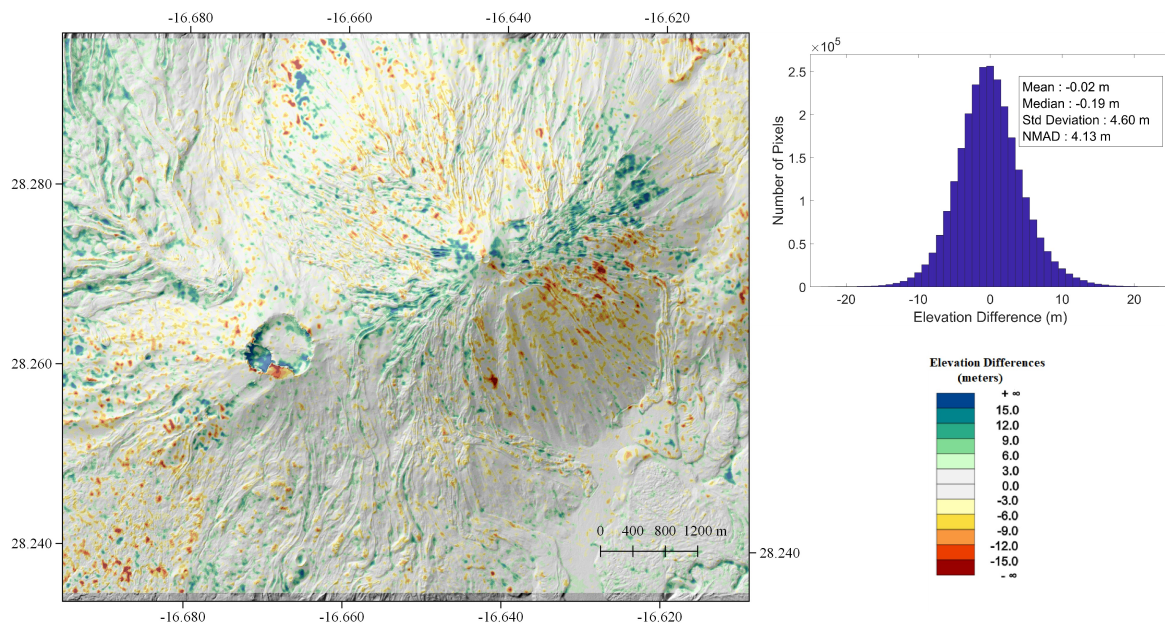 -16.680 -16.660 -16.640 -16.620
28.280
28.260
28.240
28.240
0 400 800 1200 m
-16.680 -16.660 -16.640 -16.620
×10⁵
2.5
2
1.5
1
0.5
0
Number of Pixels
Mean : -0.02 m
Median : -0.19 m
Std Deviation : 4.60 m
NMAD : 4.13 m
-20 -10 0 10 20
Elevation Difference (m)
Elevation Differences
(meters)
+ ∞
15.0
12.0
9.0
6.0
3.0
0.0
-3.0
-6.0
-9.0
-12.0
-15.0
- ∞